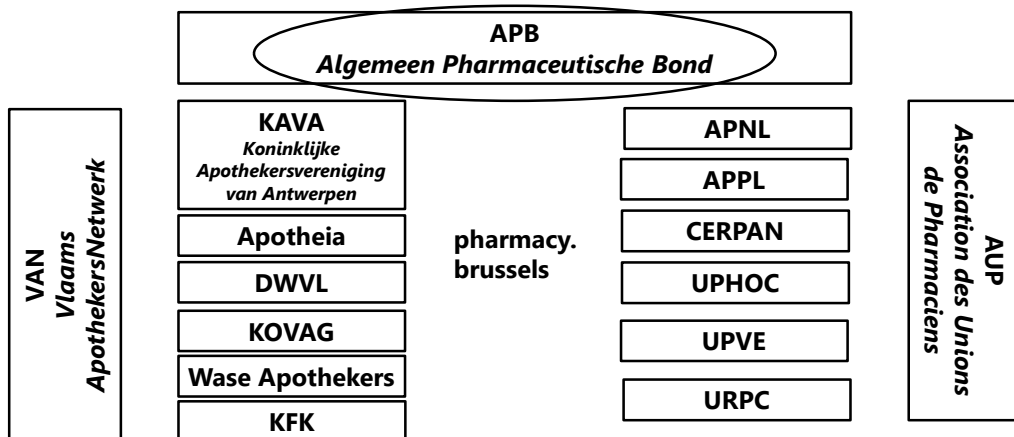 APB
Algemeen Pharmaceutische Bond
VAN
Vlaams
ApothekersNetwerk
KAVA
Koninklijke
Apothekersvereniging
van Antwerpen
Apotheia
DWVL
KOVAG
Wase Apothekers
KFK
pharmacy.
brussels
APNL
APPL
CERPAN
UPHOC
UPVE
URPC
AUP
Association des Unions
de Pharmaciens